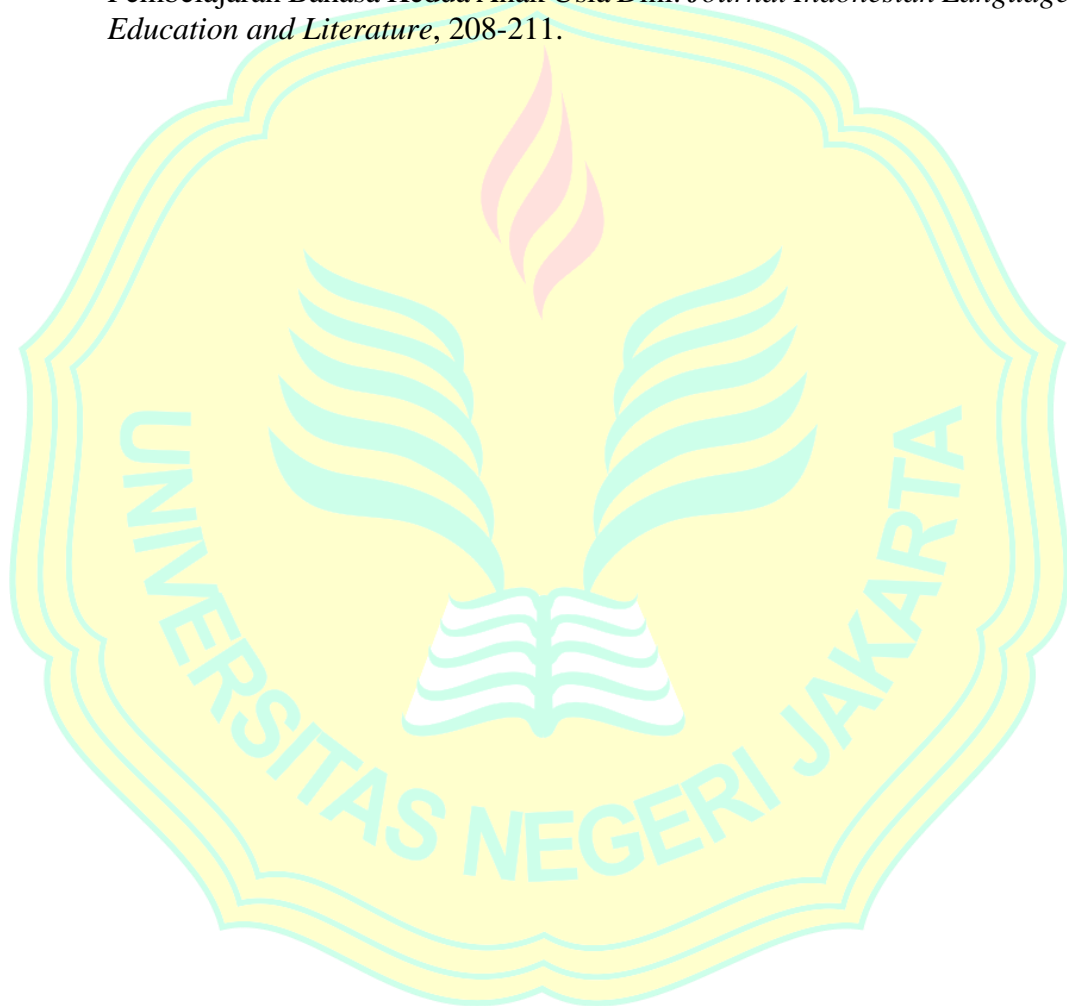 Pembelajaran Bahasa Kedua Anak Usia Dini. Journal Indonesian Language
Education and Literature, 208-211.
UNIVERSITAS NEGERI JAKARTA